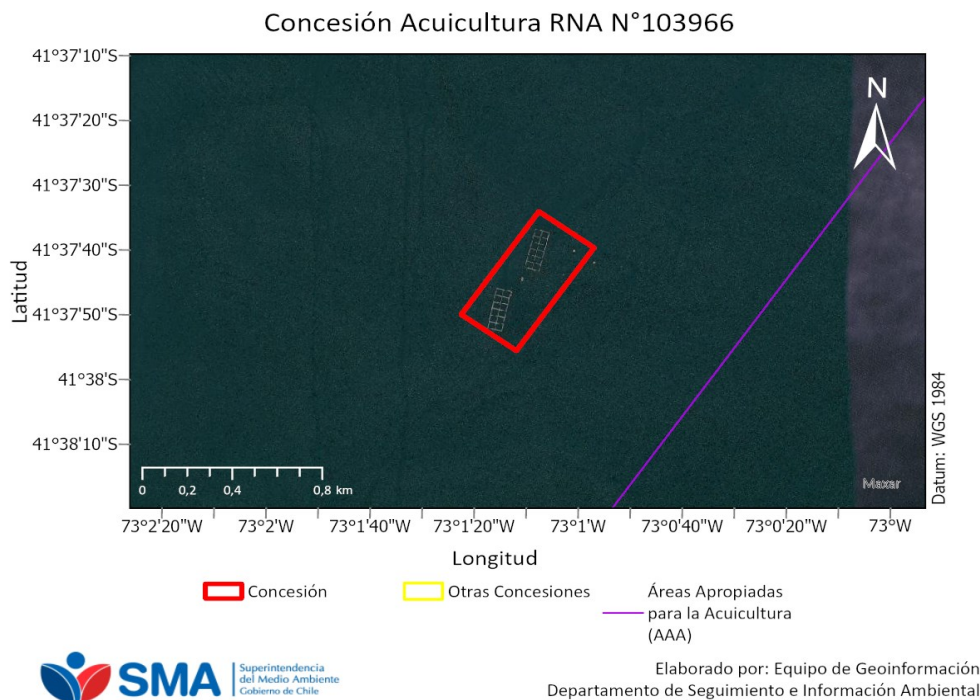 Concesión Acuicultura RNA N°103966
41°37'10"S
41°37'20"S
41°37'30"S
41°37'40"S
41°37'50"S
41°38'S
41°38'10"S
Latitud
N
0 0,2 0,4 0,8 km
Maxar
Datum: WGS 1984
73°2'20"W 73°2'W 73°1'40"W 73°1'20"W 73°1'W 73°0'40"W 73°0'20"W 73°W
Longitud
Concesión
Otras Concesiones
Áreas Apropiadas
para la Acuicultura
(AAA)
SMA
Superintendencia
del Medio Ambiente
Gobierno de Chile
Elaborado por: Equipo de Geoinformación
Departamento de Seguimiento e Información Ambiental